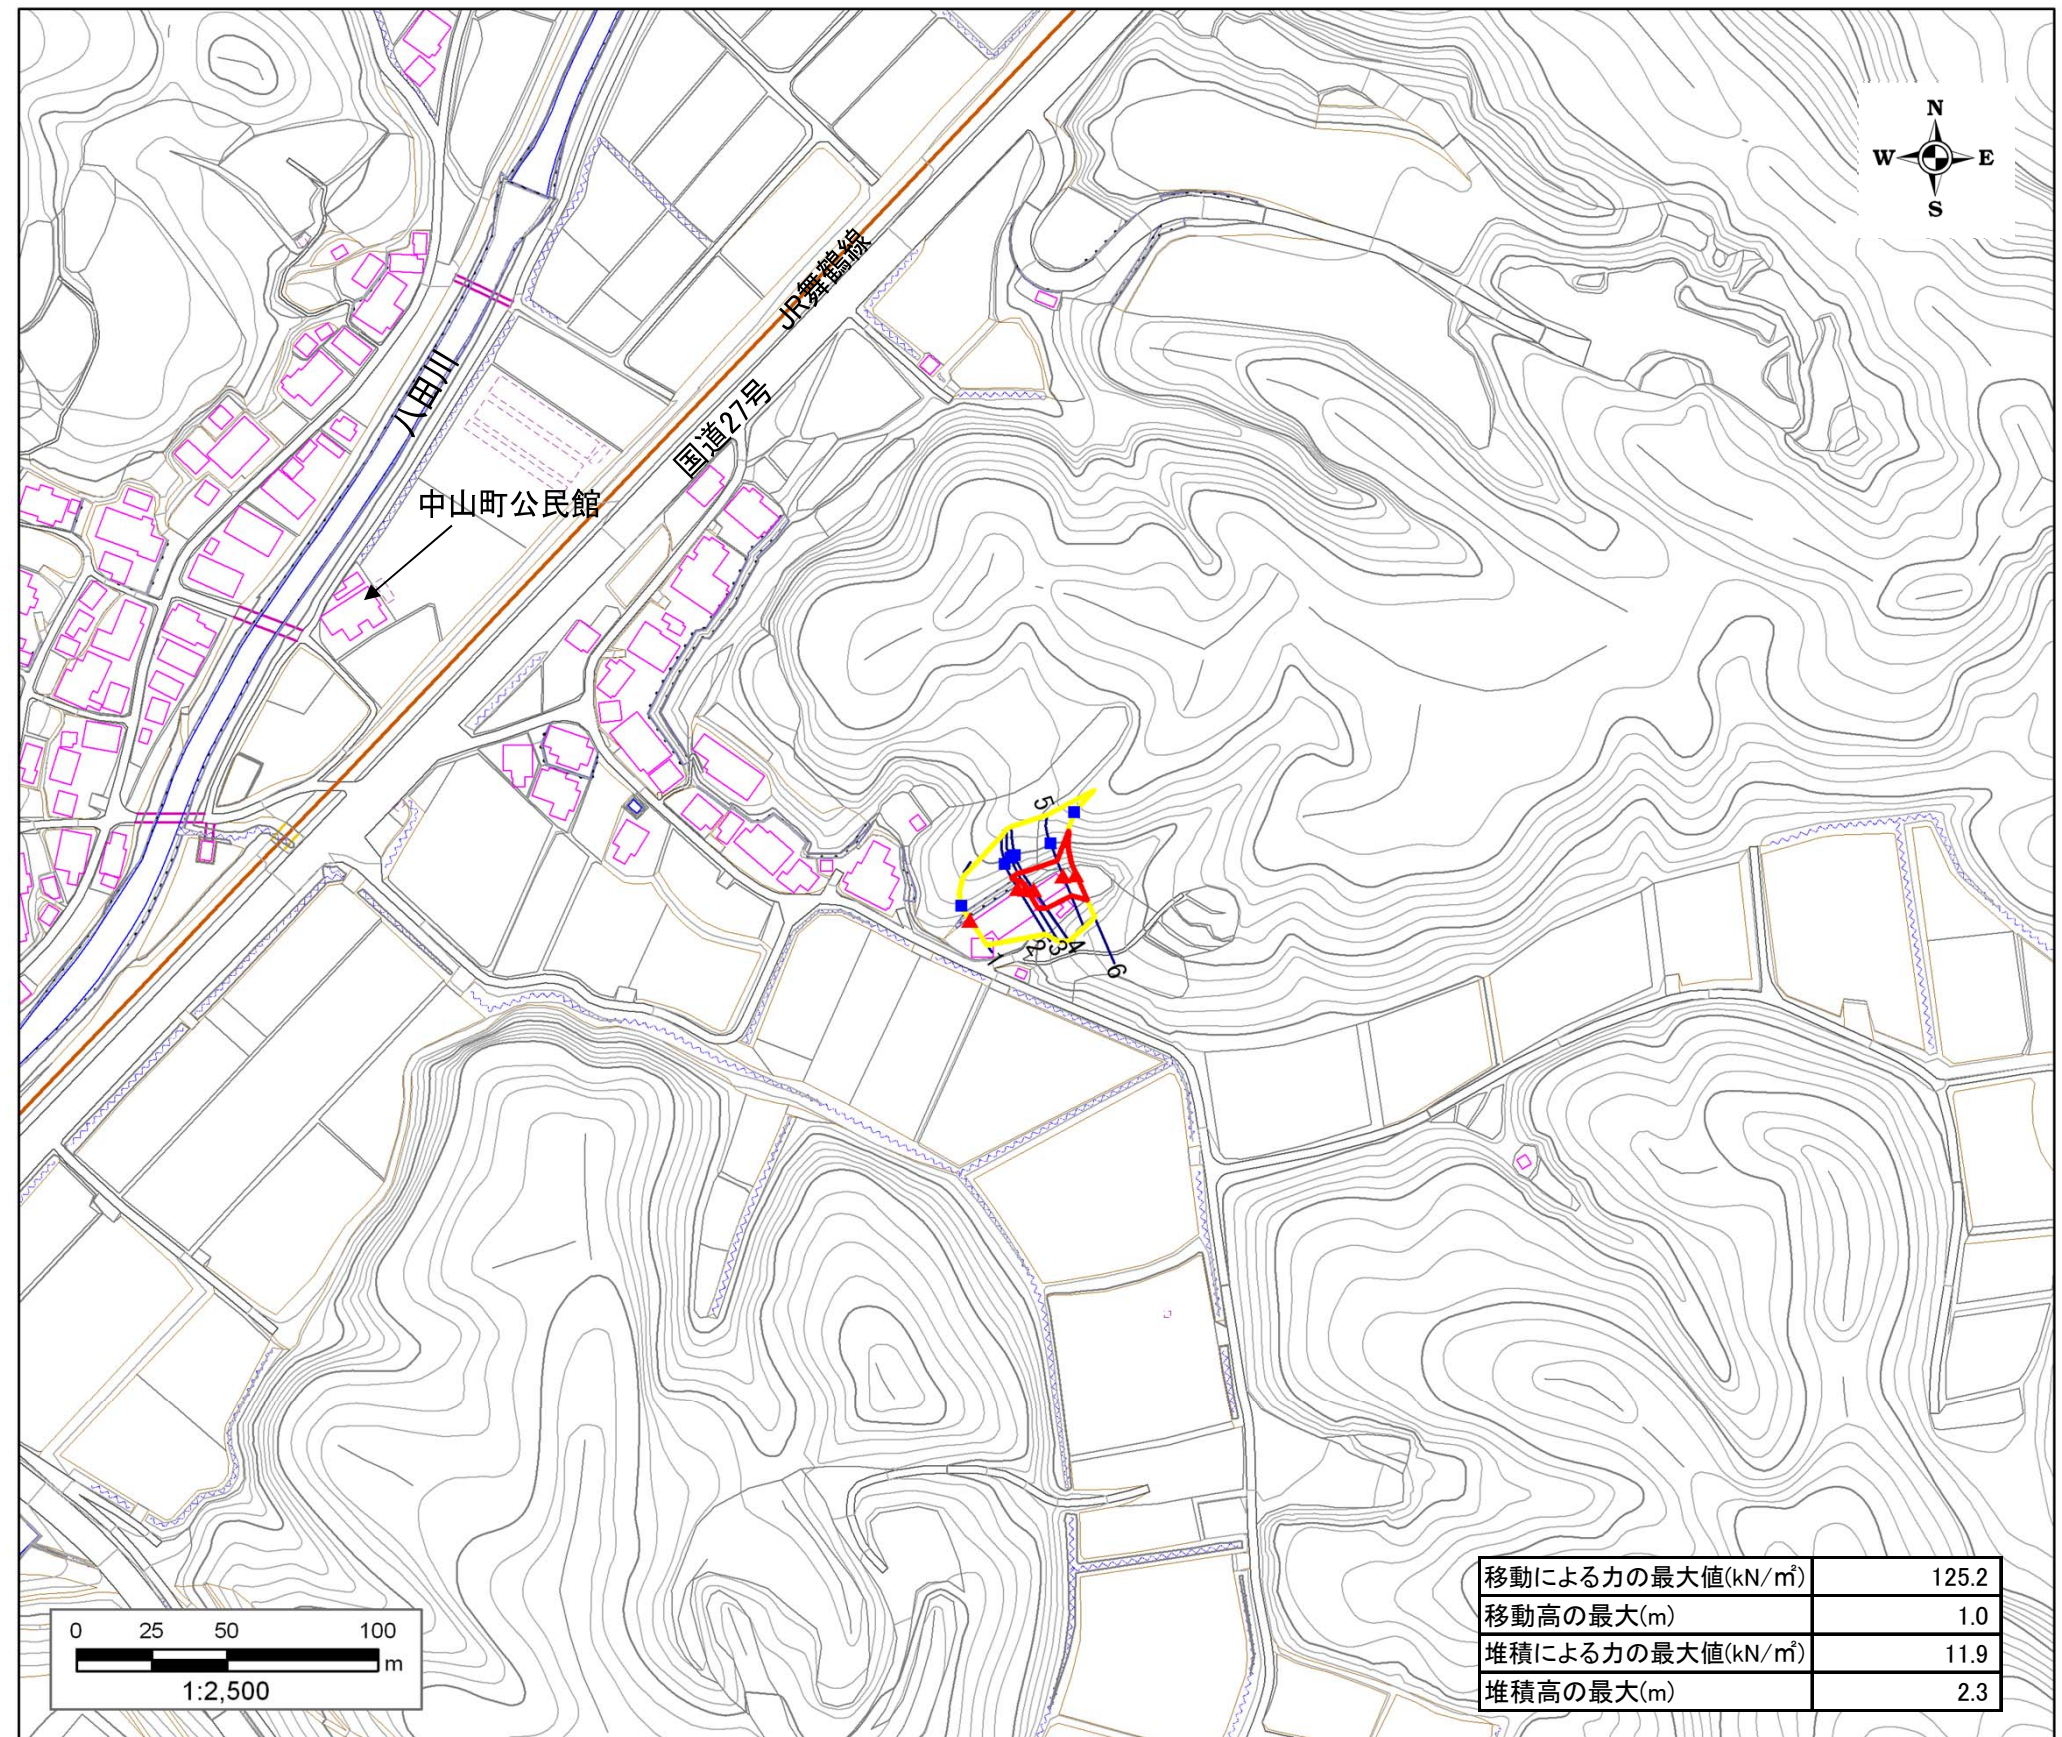 N
W E
S
JR舞鶴線
国道27号
八田川
中山町公民館
5
1
2
3
4
6
移動による力の最大値(kN/㎡) 125.2
移動高の最大(m) 1.0
堆積による力の最大値(kN/㎡) 11.9
堆積高の最大(m) 2.3
0 25 50 100
m
1:2,500